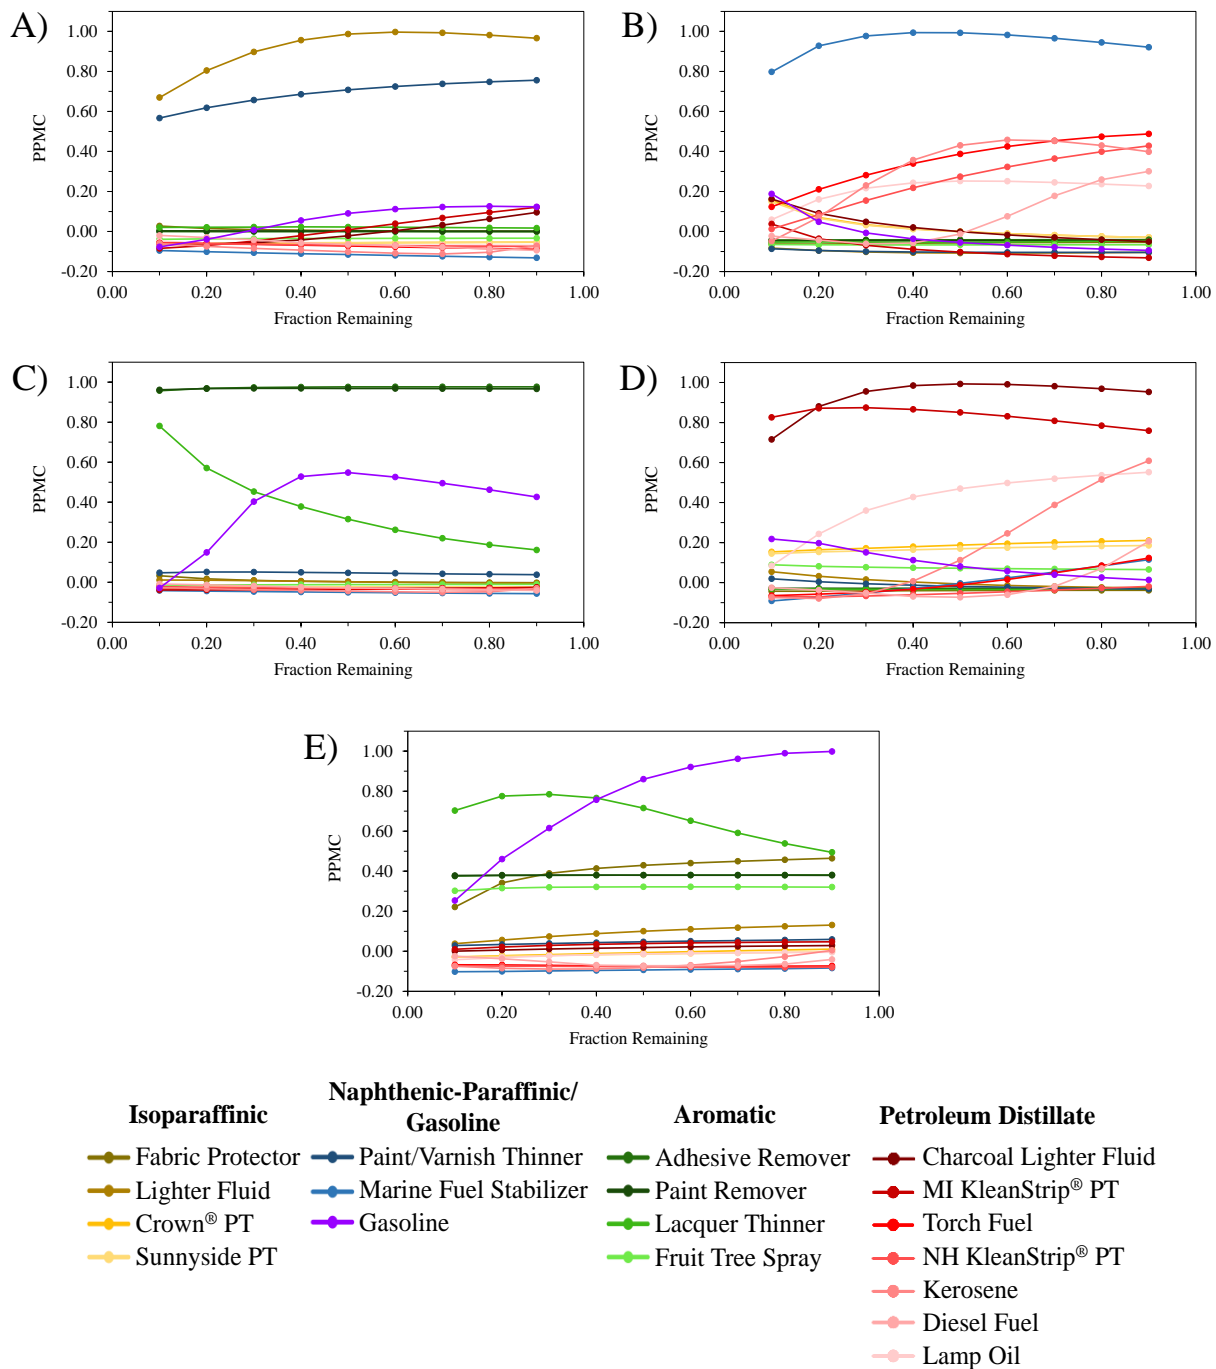 A)
1.00
0.80
0.60
0.40
0.20
0.00
-0.20
PPMC
0.00 0.20 0.40 0.60 0.80 1.00
Fraction Remaining
B)
1.00
0.80
0.60
0.40
0.20
0.00
-0.20
PPMC
0.00 0.20 0.40 0.60 0.80 1.00
Fraction Remaining
C)
1.00
0.80
0.60
0.40
0.20
0.00
-0.20
PPMC
0.00 0.20 0.40 0.60 0.80 1.00
Fraction Remaining
D)
1.00
0.80
0.60
0.40
0.20
0.00
-0.20
PPMC
0.00 0.20 0.40 0.60 0.80 1.00
Fraction Remaining
E)
1.00
0.80
0.60
0.40
0.20
0.00
-0.20
PPMC
0.00 0.20 0.40 0.60 0.80 1.00
Fraction Remaining
Isoparaffinic
Fabric Protector
Lighter Fluid
Crown® PT
Sunnyside PT
Naphthenic-Paraffinic/
Gasoline
Paint/Varnish Thinner
Marine Fuel Stabilizer
Gasoline
Aromatic
Adhesive Remover
Paint Remover
Lacquer Thinner
Fruit Tree Spray
Petroleum Distillate
Charcoal Lighter Fluid
MI KleanStrip® PT
Torch Fuel
NH KleanStrip® PT
Kerosene
Diesel Fuel
Lamp Oil